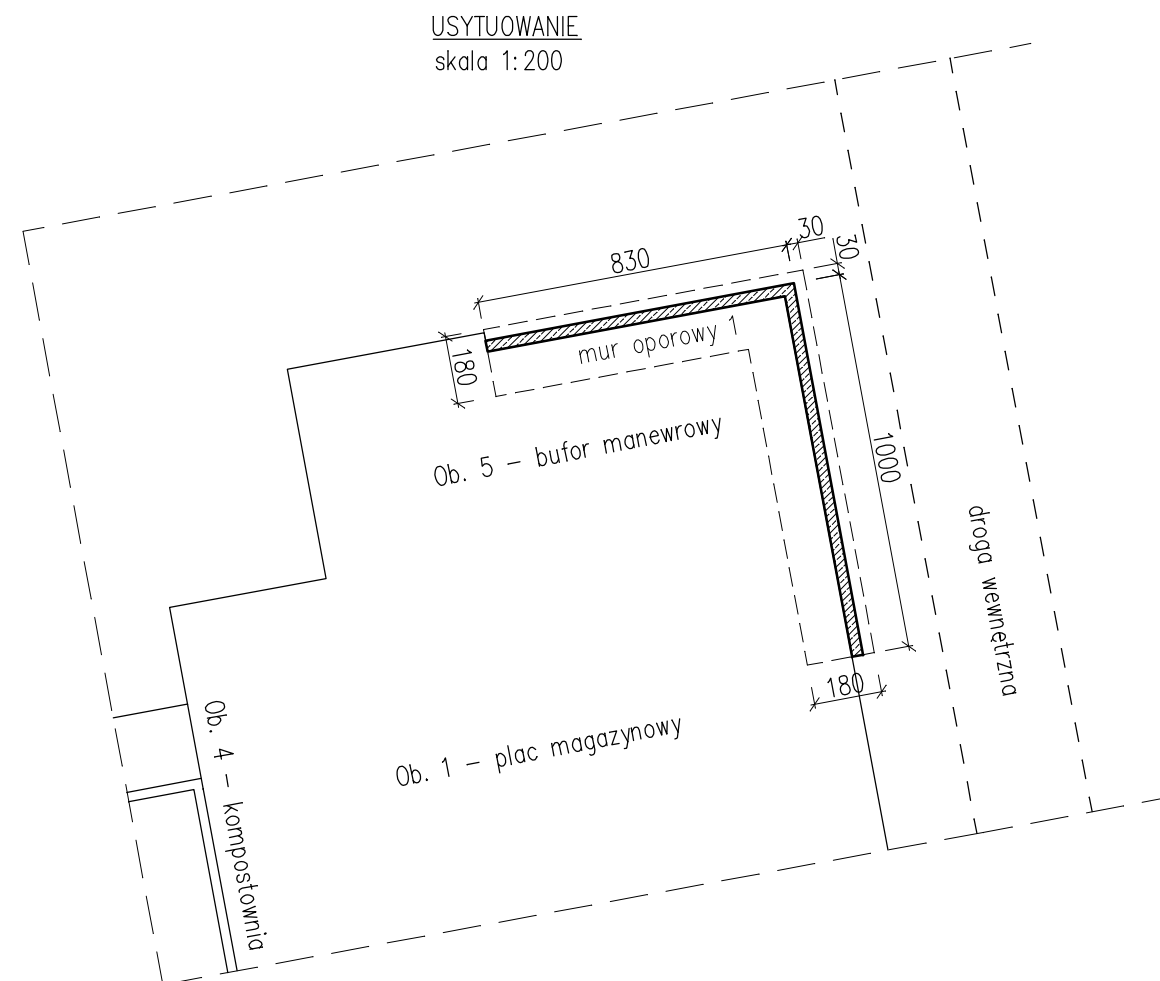 USYTUOWANIE
skala 1:200
30
30
830
180
mur oporowy 1
Ob. 5 – bufor manewrowy
1000
droga wewnętrzna
180
Ob. 4 – kompostownia
Ob. 1 – plac magazynowy